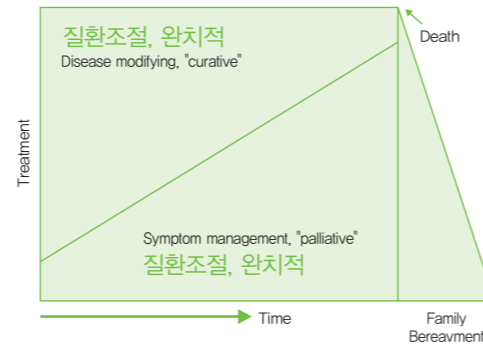 질환조절, 완치적
Disease modifying, "curative"
Death
Treatment
Symptom management, "palliative"
질환조절, 완치적
Time
Family
Bereavment